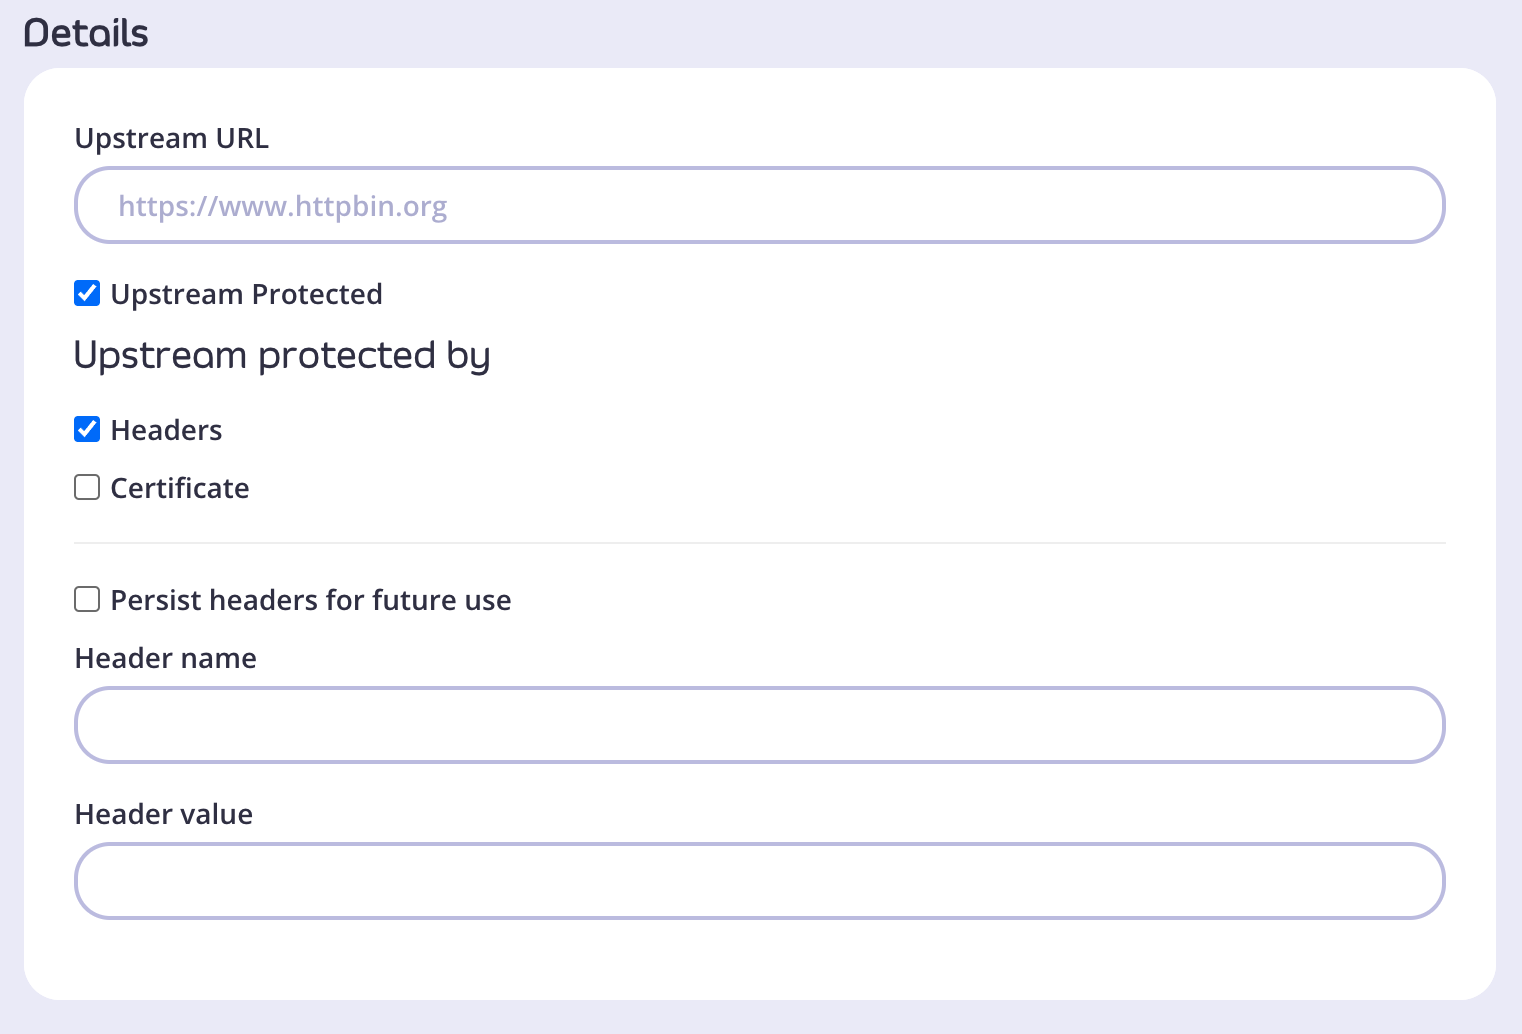 Details
Upstream URL
https://www.httpbin.org
Upstream Protected
Upstream protected by
Headers
Certificate
Persist headers for future use
Header name
Header value